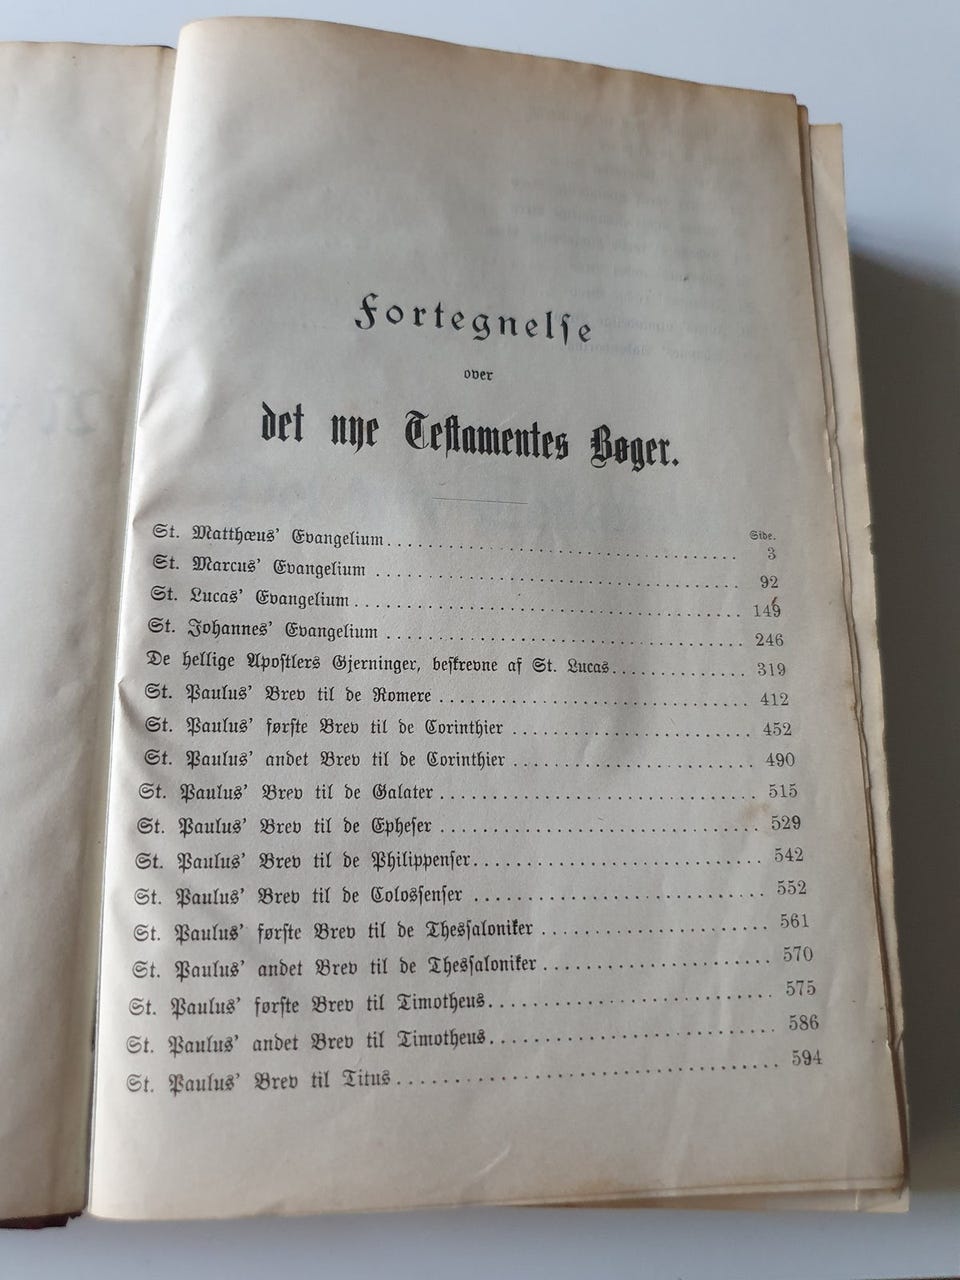 Fortegnelse
over
det nye Testamentes Bøger.
Side.
St. Matthæus' Evangelium........................................ 3
St. Marcus' Evangelium ........................................ 92
St. Lucas' Evangelium ........................................ 149
St. Johannes' Evangelium ........................................ 246
De hellige Apostlers Gjerninger, beskrevne af St. Lucas............ 319
St. Paulus' Brev til de Romere .............................. 412
St. Paulus' første Brev til de Corinthier ........................ 452
St. Paulus' andet Brev til de Corinthier ........................ 490
St. Paulus' Brev til de Galater .............................. 515
St. Paulus' Brev til de Epheser .............................. 529
St. Paulus' Brev til de Philippenser........................... 542
St. Paulus' Brev til de Colossenser ........................... 552
St. Paulus' første Brev til de Thessaloniker ..................... 561
St. Paulus' andet Brev til de Thessaloniker ..................... 570
St. Paulus' første Brev til Timotheus........................... 575
St. Paulus' andet Brev til Timotheus........................... 586
St. Paulus' Brev til Titus .................................... 594